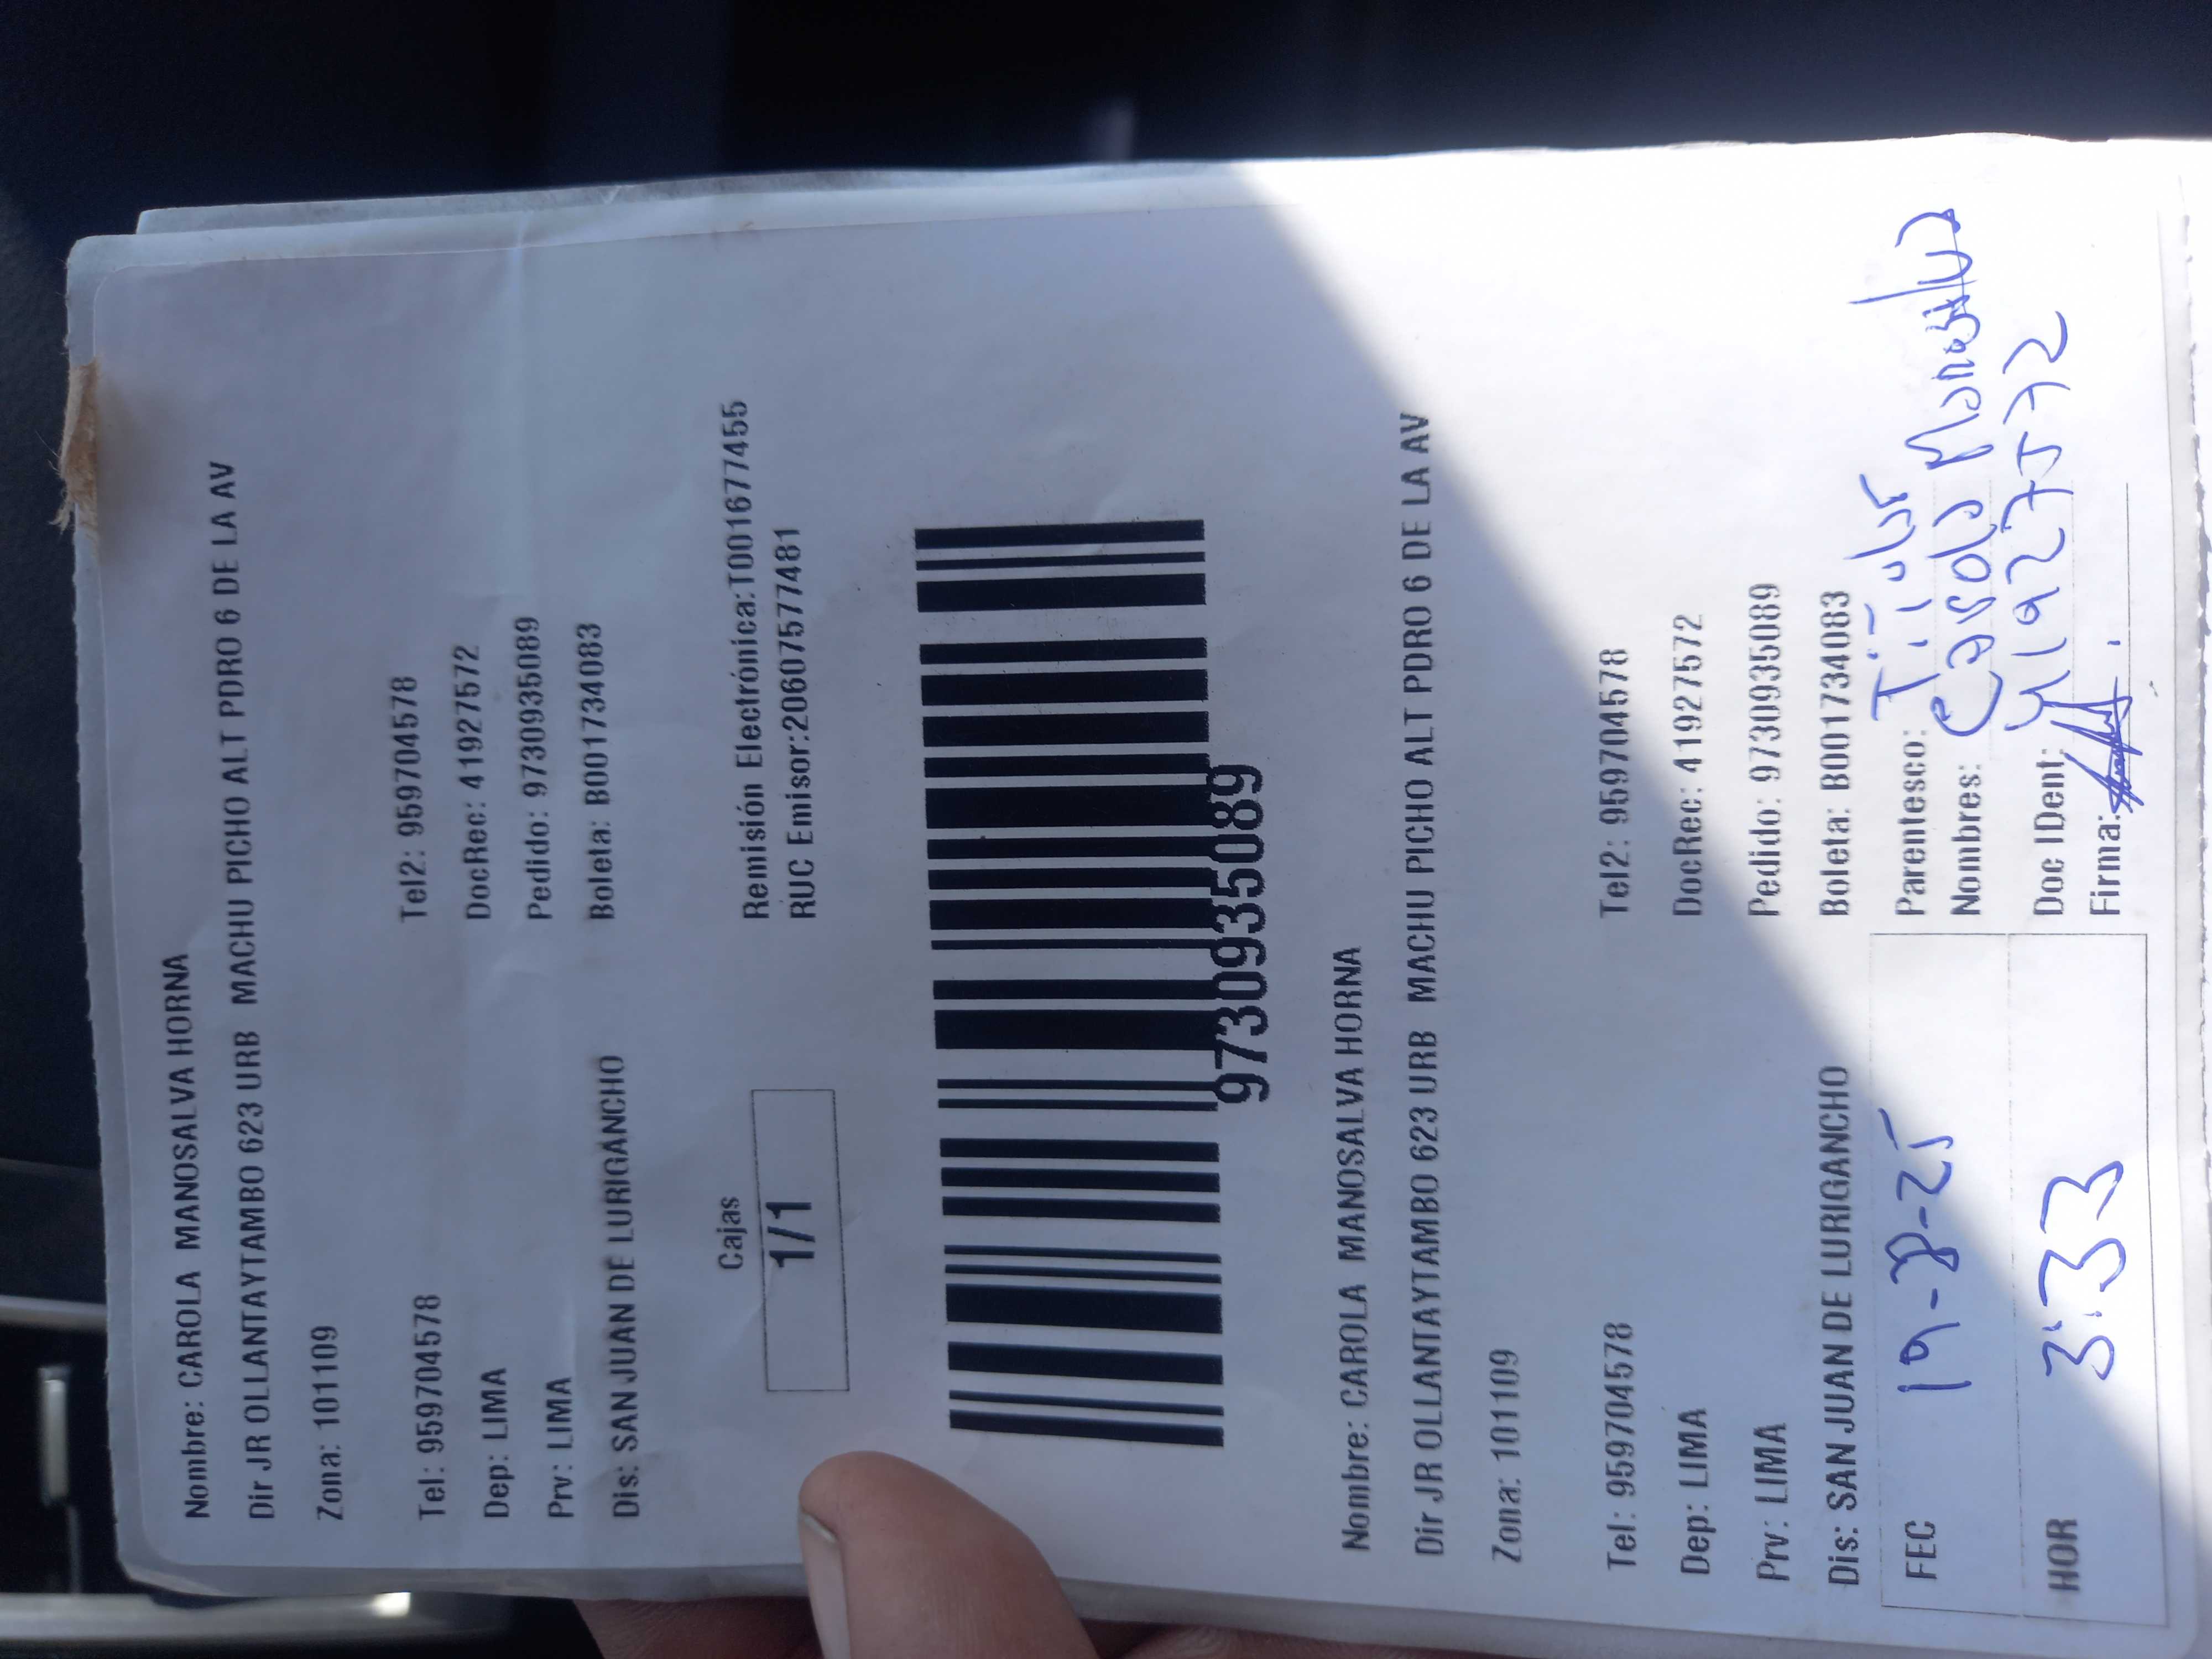 Nombre: CAROLA MANOSALVA HORNA
Dir JR OLLANTAYTAMBO 623 URB MACHU PICHO ALT PDRO 6 DE LA AV
Zona: 101109
Tel: 959704578 Tel2: 959704578
Dep: LIMA DocRec: 41927572
Prv: LIMA Pedido: 97309935089
Dis: SAN JUAN DE LURIGANCHO Boleta: B001734083
Cajas
1/1
Remisión Electrónica:T001677455
RUC Emisor:20607577481
97309935089
Nombre: CAROLA MANOSALVA HORNA
Dir JR OLLANTAYTAMBO 623 URB MACHU PICHO ALT PDRO 6 DE LA AV
Zona: 101109
Tel: 959704578 Tel2: 959704578
Dep: LIMA DocRec: 41927572
Prv: LIMA Pedido: 97309935089
Dis: SAN JUAN DE LURIGANCHO Boleta: B001734083
FEC 19-8-25 Parentesco: Titular
Nombres: Carola Manosalva
HOR 3:33 Doc IDent: 41927572
Firma: